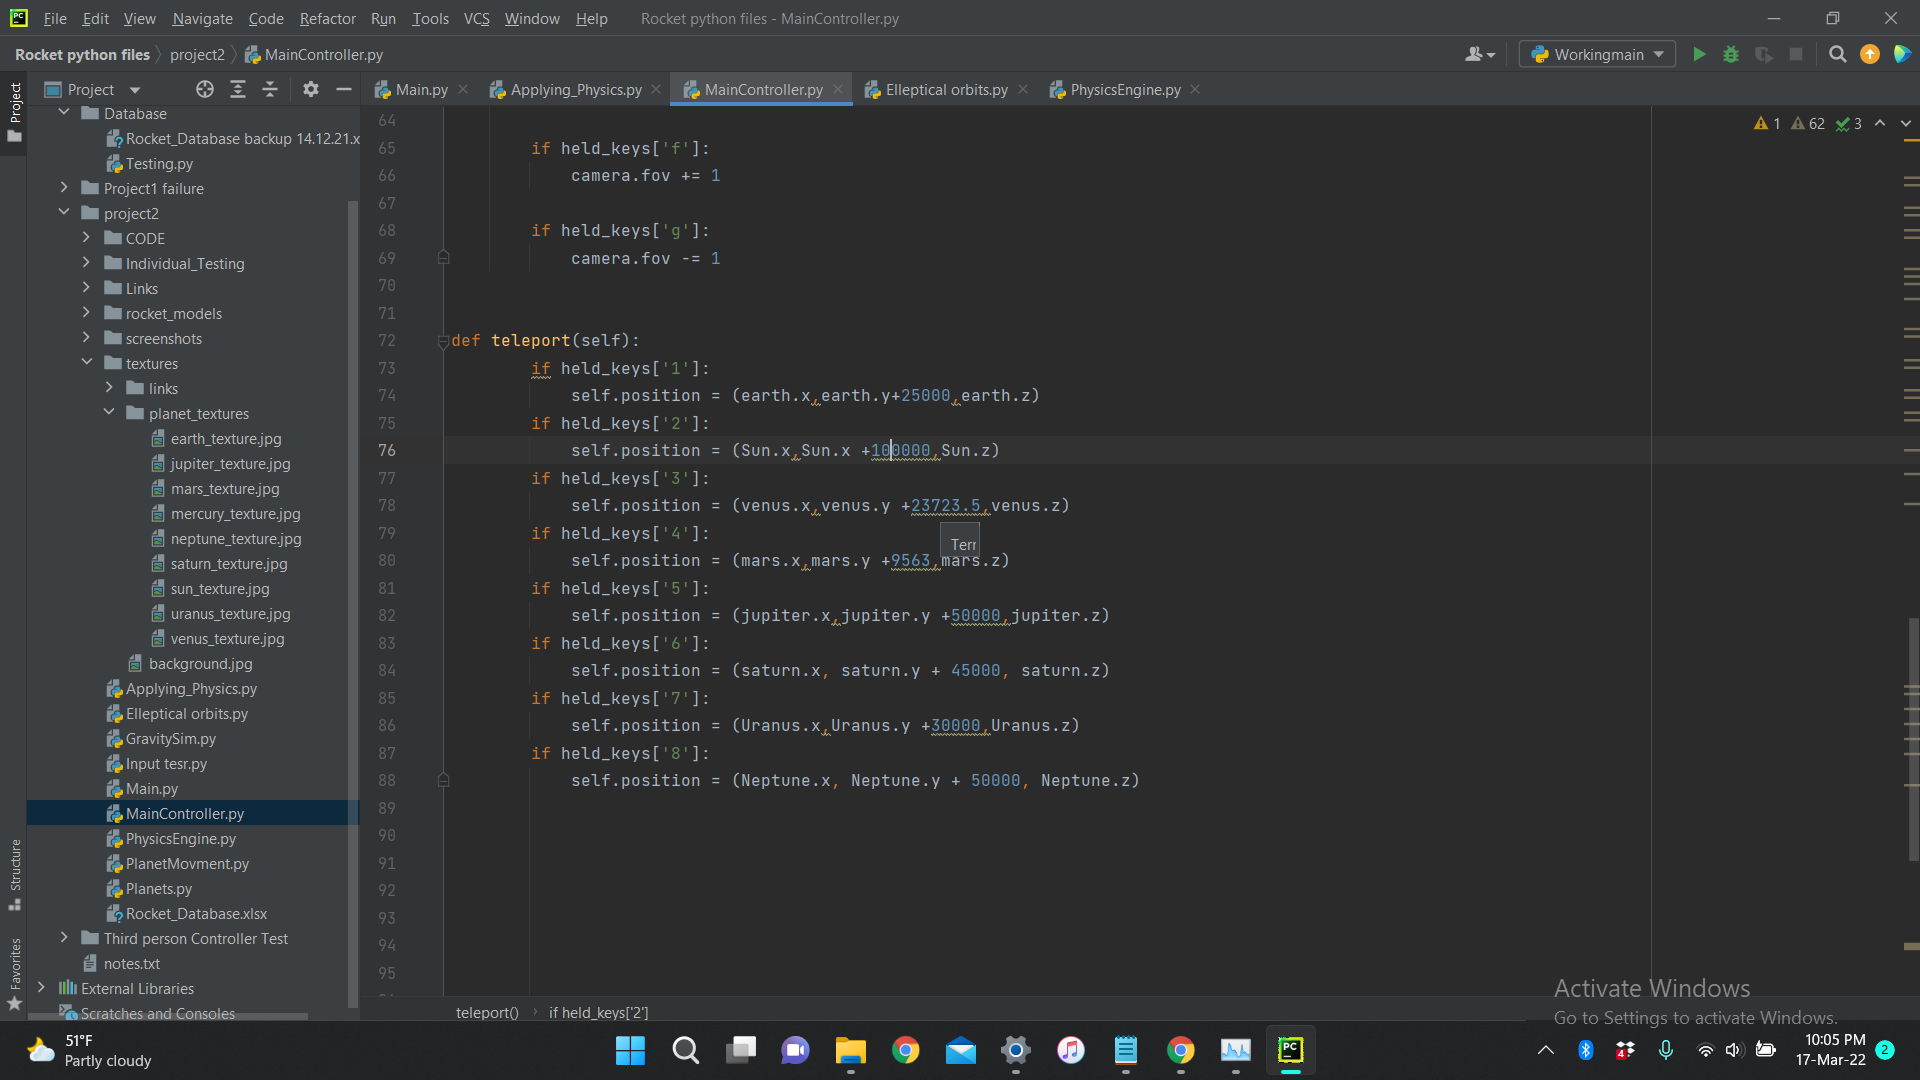 File Edit View Navigate Code Refactor Run Tools VCS Window Help Rocket python files - MainController.py
Rocket python files project2 MainController.py
Workingmain
Project
Project
Main.py
Applying_Physics.py
MainController.py
Elleptical orbits.py
PhysicsEngine.py
Database
Rocket_Database backup 14.12.21.x
Testing.py
Project1 failure
project2
CODE
Individual_Testing
Links
rocket_models
screenshots
textures
links
planet_textures
earth_texture.jpg
jupiter_texture.jpg
mars_texture.jpg
mercury_texture.jpg
neptune_texture.jpg
saturn_texture.jpg
sun_texture.jpg
uranus_texture.jpg
venus_texture.jpg
background.jpg
Applying_Physics.py
Elleptical orbits.py
GravitySim.py
Input tesr.py
Main.py
MainController.py
PhysicsEngine.py
PlanetMovment.py
Planets.py
Rocket_Database.xlsx
Third person Controller Test
notes.txt
External Libraries
Scratches and Consoles
Structure
Favorites
1 62 3
64
65 if held_keys['f']:
66 camera.fov += 1
67
68 if held_keys['g']:
69 camera.fov -= 1
70
71
72 def teleport(self):
73 if held_keys['1']:
74 self.position = (earth.x,earth.y+25000,earth.z)
75 if held_keys['2']:
76 self.position = (Sun.x,Sun.x +100000,Sun.z)
77 if held_keys['3']:
78 self.position = (venus.x,venus.y +23723.5,venus.z)
79 if held_keys['4']:
Terr
80 self.position = (mars.x,mars.y +9563,mars.z)
81 if held_keys['5']:
82 self.position = (jupiter.x,jupiter.y +50000,jupiter.z)
83 if held_keys['6']:
84 self.position = (saturn.x, saturn.y + 45000, saturn.z)
85 if held_keys['7']:
86 self.position = (Uranus.x,Uranus.y +30000,Uranus.z)
87 if held_keys['8']:
88 self.position = (Neptune.x, Neptune.y + 50000, Neptune.z)
89
90
91
92
93
94
95
teleport() if held_keys['2']
Activate Windows
Go to Settings to activate Windows.
51°F
Partly cloudy
PC
4
10:05 PM
17-Mar-22
2